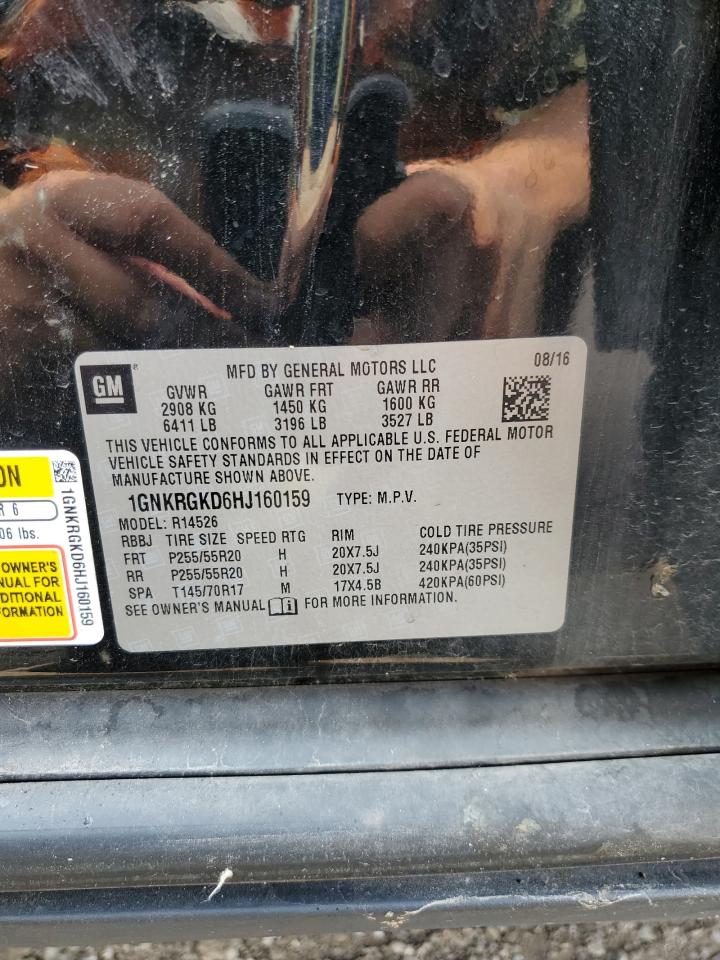 GM
MFD BY GENERAL MOTORS LLC 08/16
GVWR GAWR FRT GAWR RR
2908 KG 1450 KG 1600 KG
6411 LB 3196 LB 3527 LB
THIS VEHICLE CONFORMS TO ALL APPLICABLE U.S. FEDERAL MOTOR
VEHICLE SAFETY STANDARDS IN EFFECT ON THE DATE OF
MANUFACTURE SHOWN ABOVE.
1GNKRGKD6HJ160159 TYPE: M.P.V.
MODEL: R14526
RBBJ TIRE SIZE SPEED RTG RIM COLD TIRE PRESSURE
FRT P255/55R20 H 20X7.5J 240KPA(35PSI)
RR P255/55R20 H 20X7.5J 240KPA(35PSI)
SPA T145/70R17 M 17X4.5B 420KPA(60PSI)
SEE OWNER'S MANUAL i FOR MORE INFORMATION.
ON
R 6
06 lbs.
OWNER'S
NUAL FOR
DITIONAL
FORMATION
1GNKRGKD6HJ160159